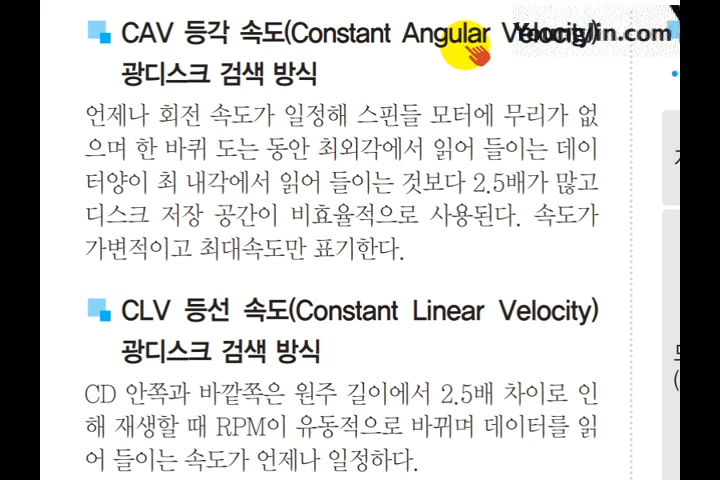 CAV 등각 속도(Constant Angular Velocity)
Yooncylin.com
광디스크 검색 방식
언제나 회전 속도가 일정해 스핀들 모터에 무리가 없
으며 한 바퀴 도는 동안 최외각에서 읽어 들이는 데이
터양이 최 내각에서 읽어 들이는 것보다 2.5배가 많고
디스크 저장 공간이 비효율적으로 사용된다. 속도가
가변적이고 최대속도만 표기한다.
CLV 등선 속도(Constant Linear Velocity)
광디스크 검색 방식
CD 안쪽과 바깥쪽은 원주 길이에서 2.5배 차이로 인
해 재생할 때 RPM이 유동적으로 바뀌며 데이터를 읽
어 들이는 속도가 언제나 일정하다.